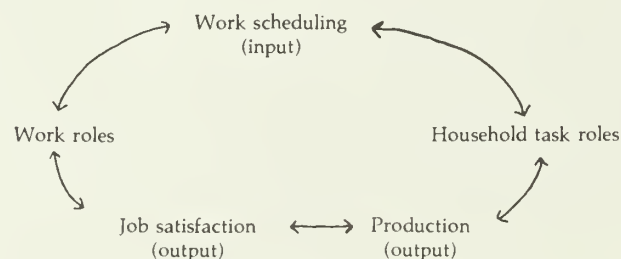 Work scheduling
(input)
Work roles
Household task roles
Job satisfaction
(output)
Production
(output)